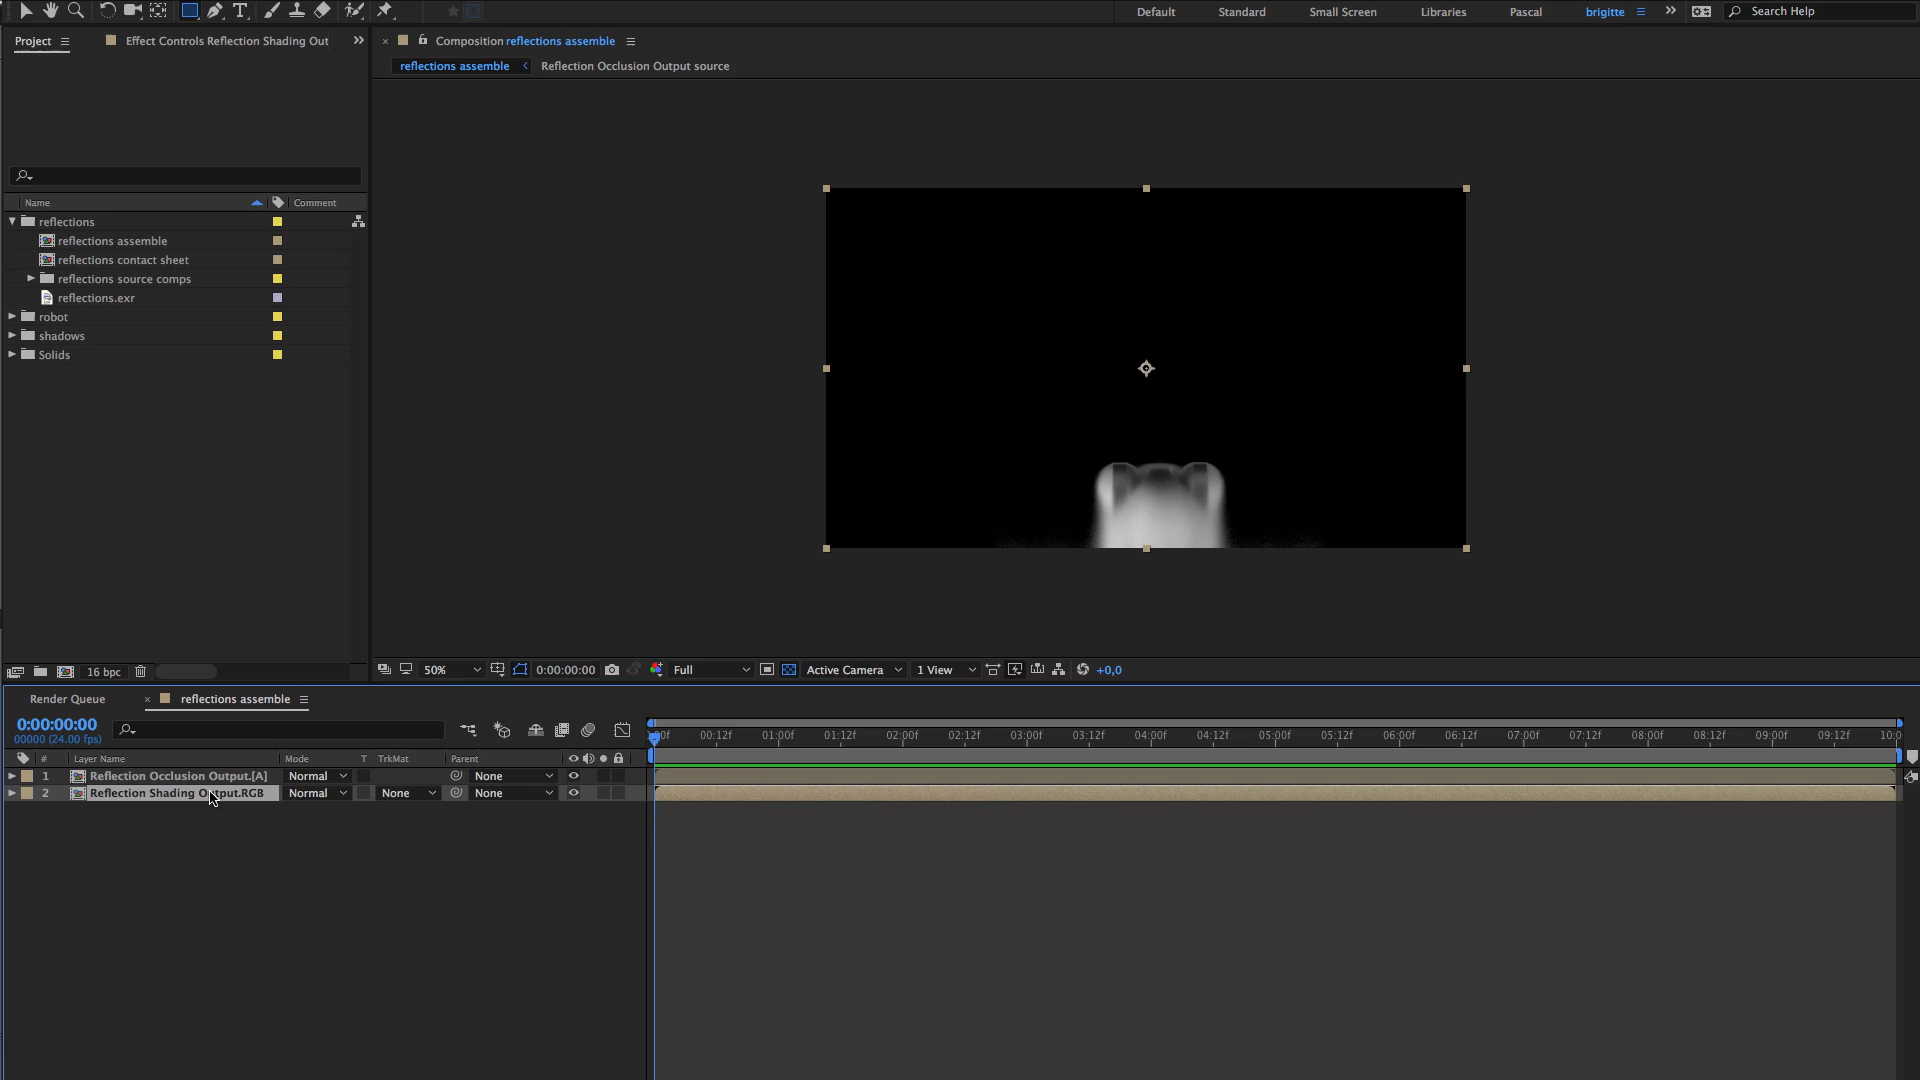 Default Standard Small Screen Libraries Pascal brigitte Search Help
Project Effect Controls Reflection Shading Out
Composition reflections assemble
reflections assemble Reflection Occlusion Output source
Name Comment
reflections
reflections assemble
reflections contact sheet
reflections source comps
reflections.exr
robot
shadows
Solids
16 bpc
50% 0:00:00:00 Full Active Camera 1 View +0,0
Render Queue reflections assemble
0:00:00:00
00000 (24.00 fps)
00f 00:12f 01:00f 01:12f 02:00f 02:12f 03:00f 03:12f 04:00f 04:12f 05:00f 05:12f 06:00f 06:12f 07:00f 07:12f 08:00f 08:12f 09:00f 09:12f 10:0
# Layer Name Mode T TrkMat Parent
1 Reflection Occlusion Output.[A] Normal None
2 Reflection Shading Output.RGB Normal None None